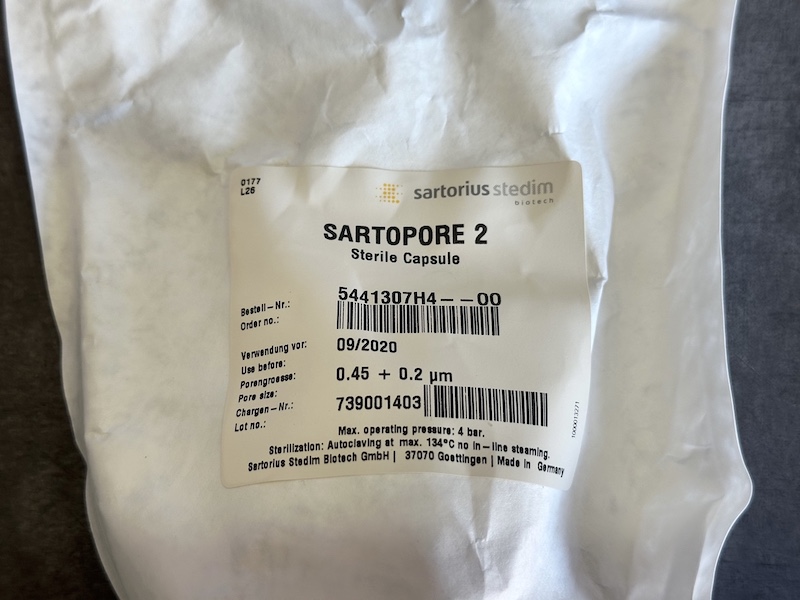 0177
L26
sartorius stedim
biotech
SARTOPORE 2
Sterile Capsule
Bestell-Nr.: 5441307H4--00
Order no.:
Verwendung vor: 09/2020
Use before:
Porengroesse: 0.45 + 0.2 µm
Pore size:
Chargen-Nr.: 739001403
Lot no.:
Max. operating pressure: 4 bar.
Sterilization: Autoclaving at max. 134°C no in-line steaming.
Sartorius Stedim Biotech GmbH | 37070 Goettingen | Made in Germany